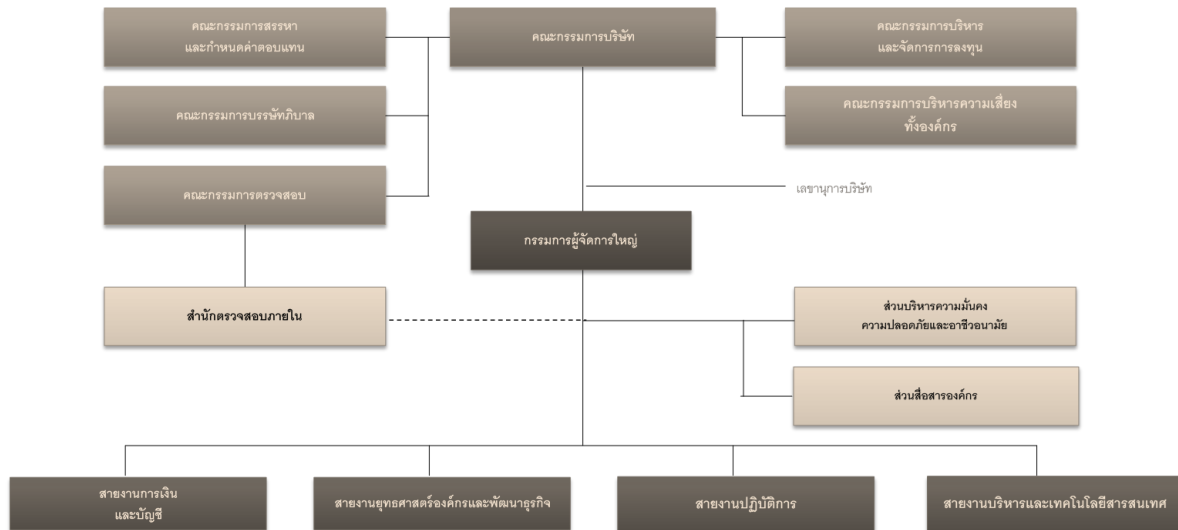 คณะกรรมการสรรหา
และกำหนดค่าตอบแทน
คณะกรรมการบริษัท
คณะกรรมการบริหาร
และจัดการการลงทุน
คณะกรรมการบรรษัทภิบาล
คณะกรรมการบริหารความเสี่ยง
ทั้งองค์กร
คณะกรรมการตรวจสอบ
เลขานุการบริษัท
กรรมการผู้จัดการใหญ่
สำนักตรวจสอบภายใน
ส่วนบริหารความมั่นคง
ความปลอดภัยและอาชีวอนามัย
ส่วนสื่อสารองค์กร
สายงานการเงิน
และบัญชี
สายงานยุทธศาสตร์องค์กรและพัฒนาธุรกิจ
สายงานปฏิบัติการ
สายงานบริหารและเทคโนโลยีสารสนเทศ